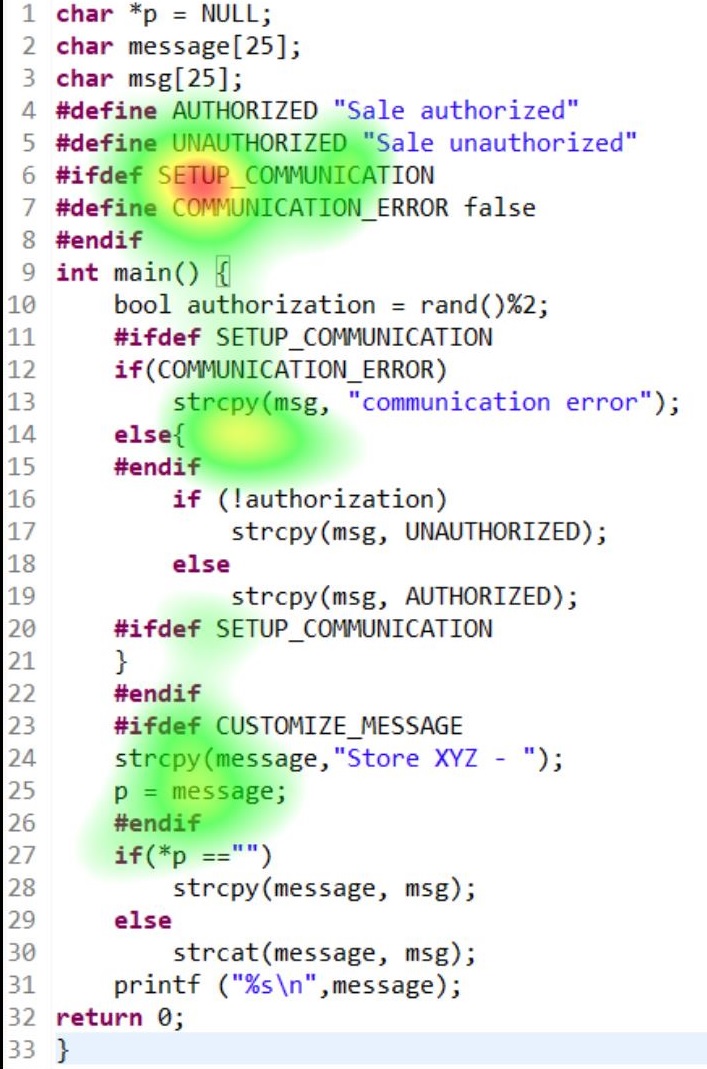 1 char *p = NULL;
2 char message[25];
3 char msg[25];
4 #define AUTHORIZED "Sale authorized"
5 #define UNAUTHORIZED "Sale unauthorized"
6 #ifdef SETUP_COMMUNICATION
7 #define COMMUNICATION_ERROR false
8 #endif
9 int main() {
10 bool authorization = rand()%2;
11 #ifdef SETUP_COMMUNICATION
12 if(COMMUNICATION_ERROR)
13 strcpy(msg, "communication error");
14 else{
15 #endif
16 if (!authorization)
17 strcpy(msg, UNAUTHORIZED);
18 else
19 strcpy(msg, AUTHORIZED);
20 #ifdef SETUP_COMMUNICATION
21 }
22 #endif
23 #ifdef CUSTOMIZE_MESSAGE
24 strcpy(message,"Store XYZ - ");
25 p = message;
26 #endif
27 if(*p =="")
28 strcpy(message, msg);
29 else
30 strcat(message, msg);
31 printf ("%s\n",message);
32 return 0;
33 }